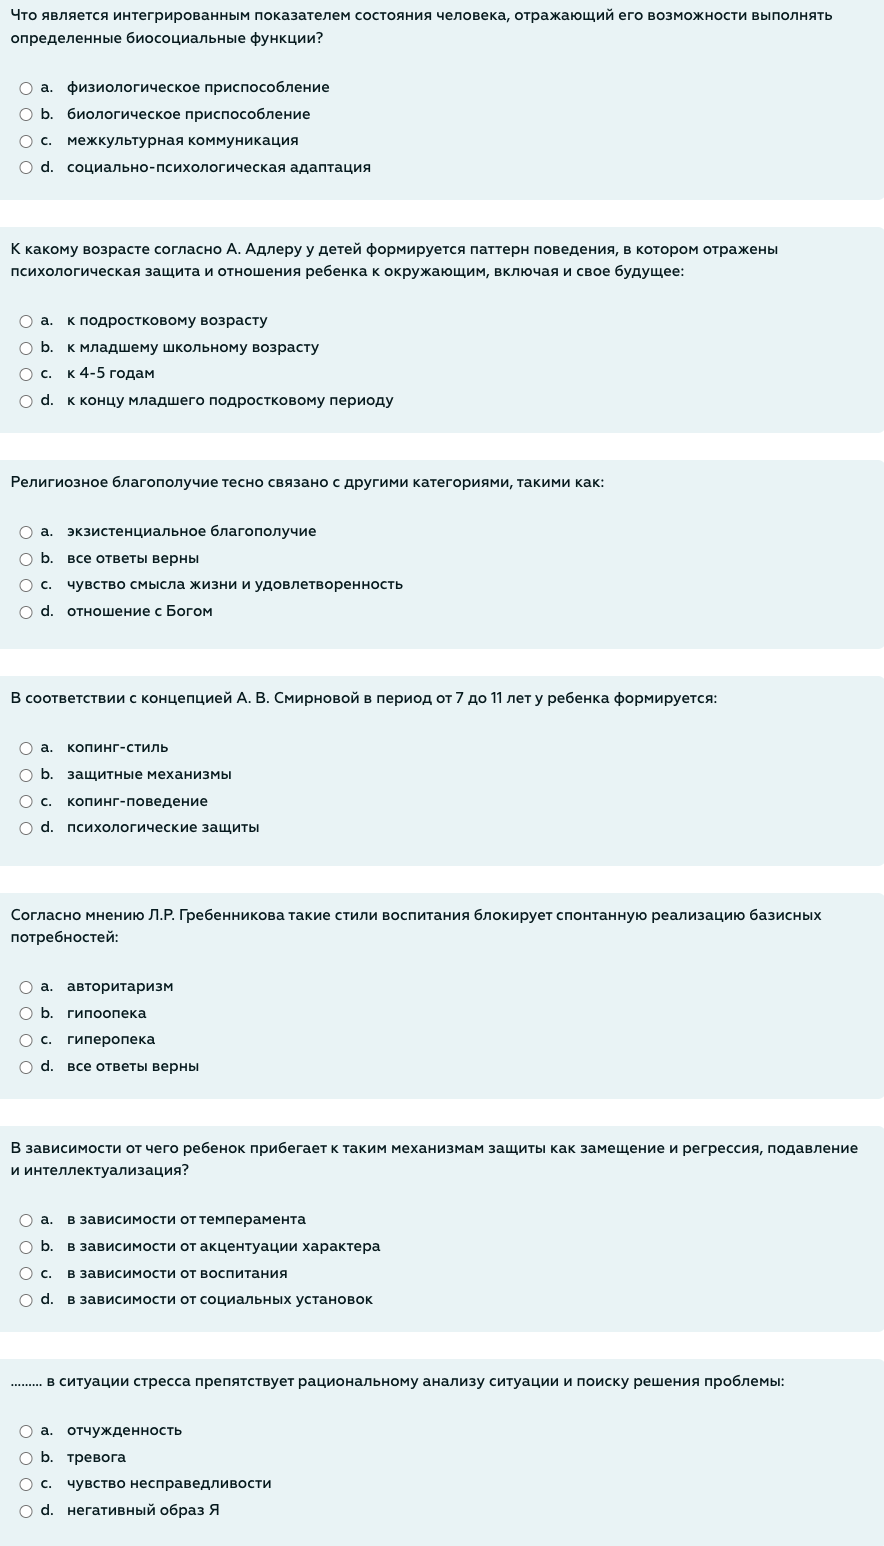 Что является интегрированным показателем состояния человека, отражающий его возможности выполнять
определенные биосоциальные функции?
a. физиологическое приспособление
b. биологическое приспособление
c. межкультурная коммуникация
d. социально-психологическая адаптация
К какому возрасте согласно А. Адлеру у детей формируется паттерн поведения, в котором отражены
психологическая защита и отношения ребенка к окружающим, включая и свое будущее:
a. к подростковому возрасту
b. к младшему школьному возрасту
c. к 4-5 годам
d. к концу младшего подросткового периоду
Религиозное благополучие тесно связано с другими категориями, такими как:
a. экзистенциальное благополучие
b. все ответы верны
c. чувство смысла жизни и удовлетворенность
d. отношение с Богом
В соответствии с концепцией А. В. Смирновой в период от 7 до 11 лет у ребенка формируется:
a. копинг-стиль
b. защитные механизмы
c. копинг-поведение
d. психологические защиты
Согласно мнению Л.Р. Гребенникова такие стили воспитания блокирует спонтанную реализацию базисных
потребностей:
a. авторитаризм
b. гипоопека
c. гиперопека
d. все ответы верны
В зависимости от чего ребенок прибегает к таким механизмам защиты как замещение и регрессия, подавление
и интеллектуализация?
a. в зависимости от темперамента
b. в зависимости от акцентуации характера
c. в зависимости от воспитания
d. в зависимости от социальных установок
......... в ситуации стресса препятствует рациональному анализу ситуации и поиску решения проблемы:
a. отчужденность
b. тревога
c. чувство несправедливости
d. негативный образ Я